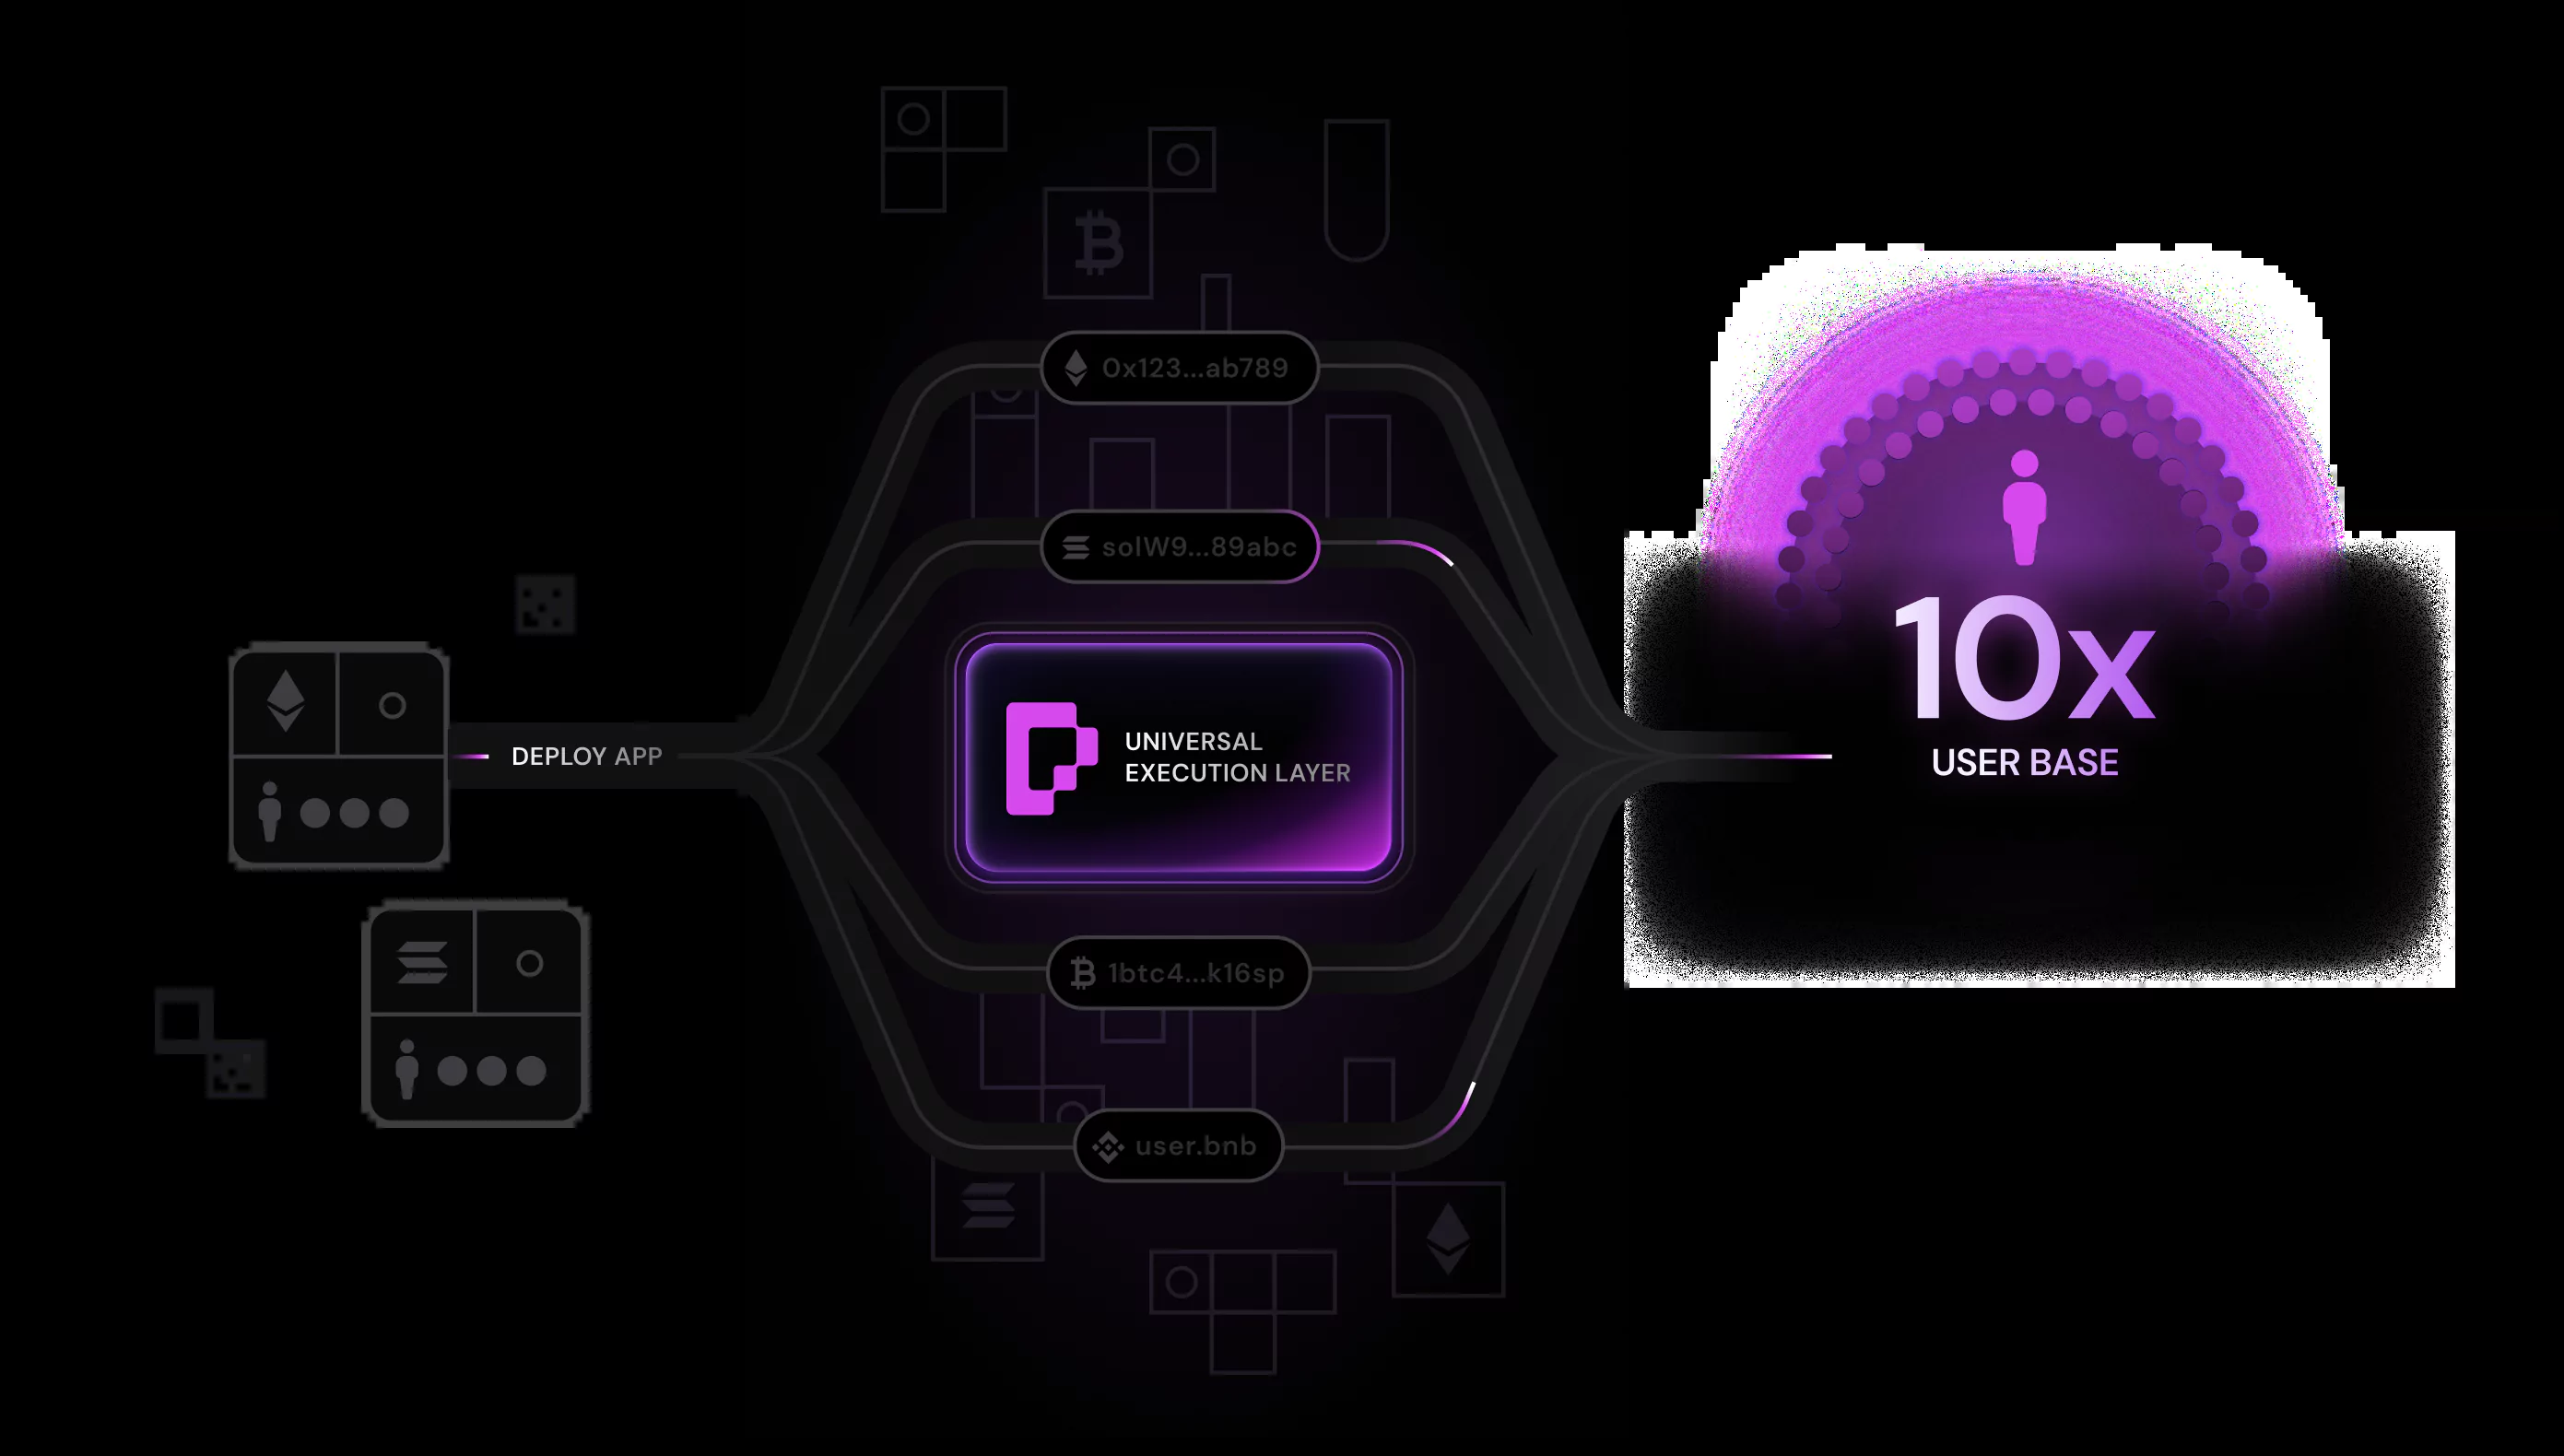 0x123...ab789
solW9...89abc
DEPLOY APP
UNIVERSAL
EXECUTION LAYER
10x
USER BASE
1btc4...k16sp
user.bnb